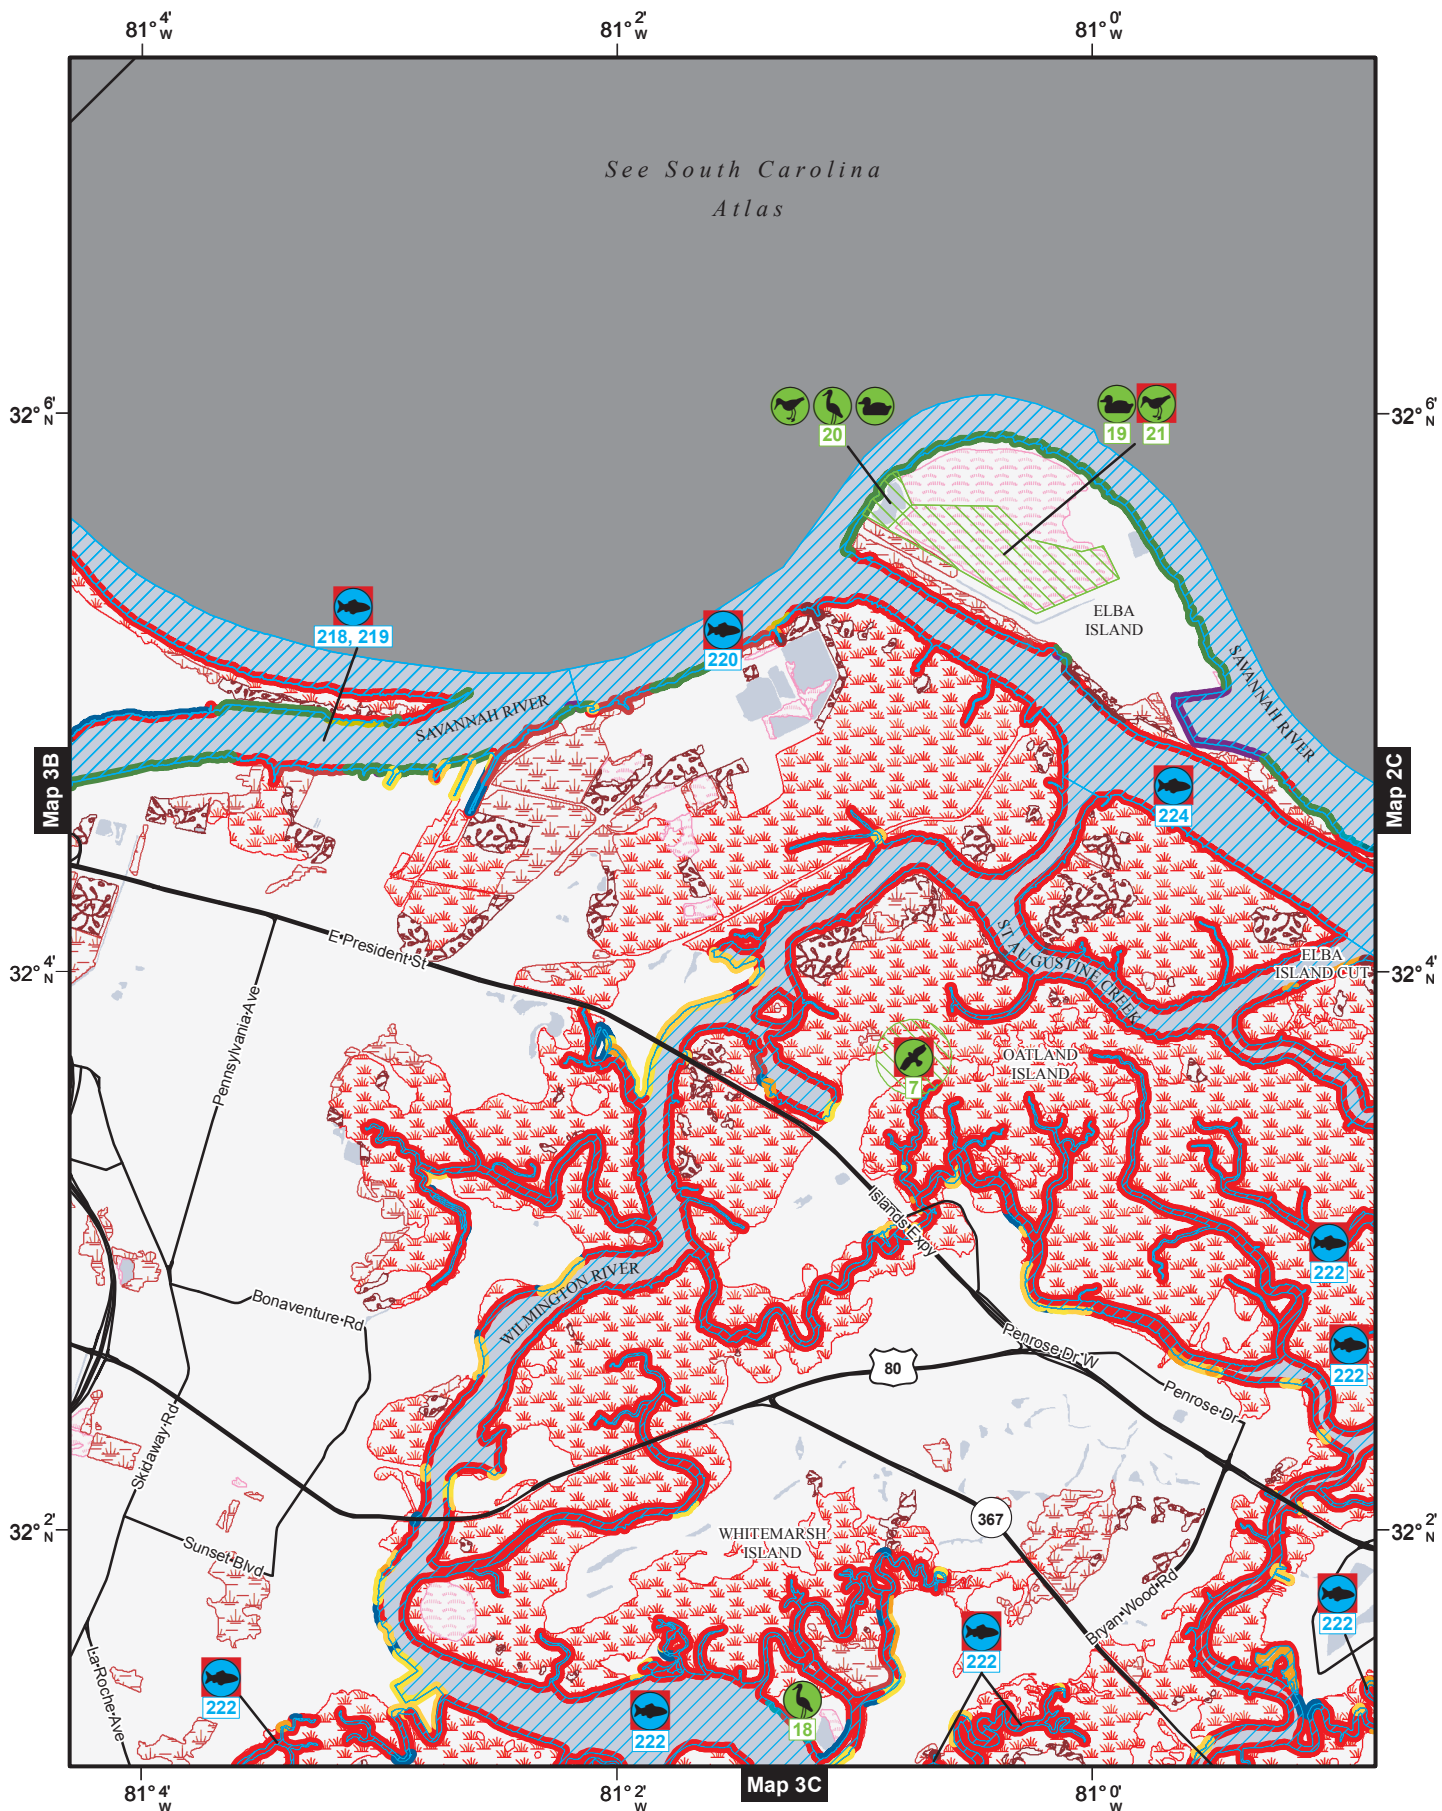 81° 4' W
81° 2' W
81° 0' W
See South Carolina
Atlas
32° 6' N
32° 6' N
20
19
21
ELBA
ISLAND
218, 219
220
SAVANNAH RIVER
SAVANNAH RIVER
Map 3B
Map 2C
224
E President St
ST AUGUSTINE CREEK
ELBA
ISLAND CUT
32° 4' N
32° 4' N
Pennsylvania Ave
OATLAND
ISLAND
7
Islands Expy
222
WILMINGTON RIVER
Bonaventure Rd
Penrose Dr W
80
222
Penrose Dr
Skidaway Rd
367
32° 2' N
32° 2' N
WHITEMARSH
ISLAND
Sunset Blvd
Bryan Wood Rd
222
222
La Roche Ave
222
222
18
81° 4' W
81° 2' W
Map 3C
81° 0' W